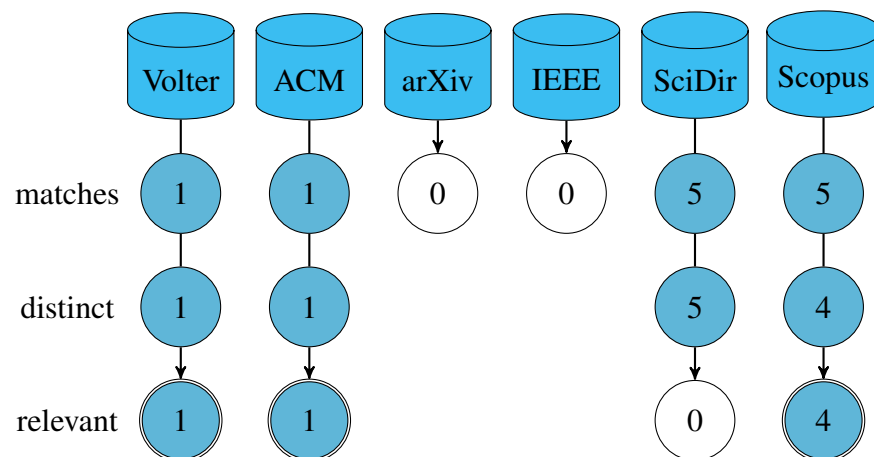 Volter ACM arXiv IEEE SciDir Scopus
matches 1 1 0 0 5 5
distinct 1 1 5 4
relevant 1 1 0 4